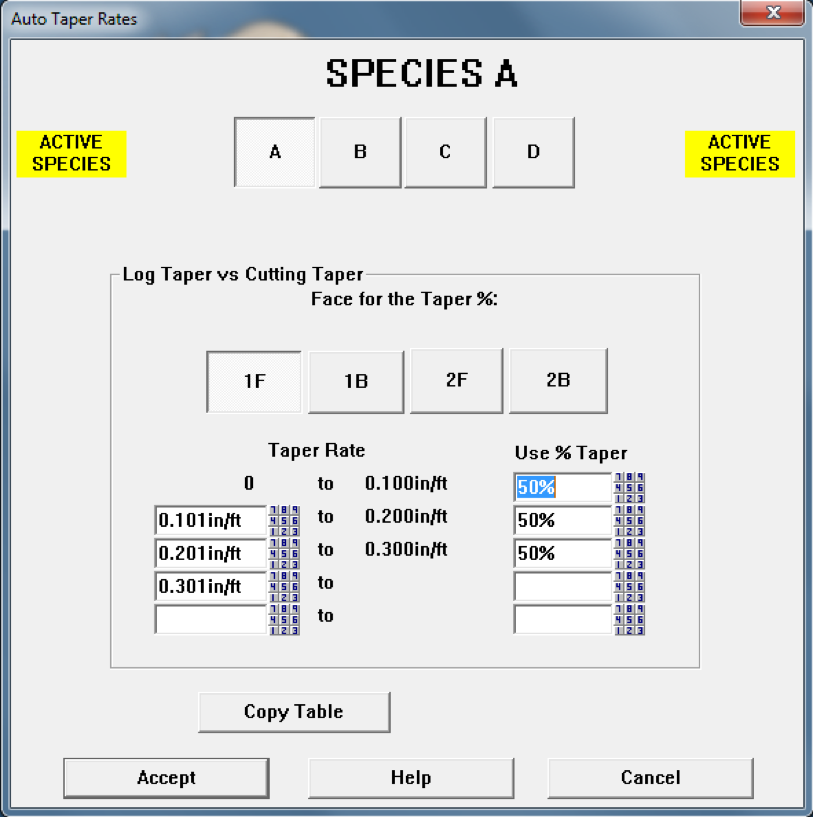 Auto Taper Rates
SPECIES A
ACTIVE
SPECIES
A
B
C
D
ACTIVE
SPECIES
Log Taper vs Cutting Taper
Face for the Taper %:
1F
1B
2F
2B
Taper Rate
Use % Taper
0 to 0.100in/ft 50%
0.101in/ft to 0.200in/ft 50%
0.201in/ft to 0.300in/ft 50%
0.301in/ft to
to
Copy Table
Accept
Help
Cancel